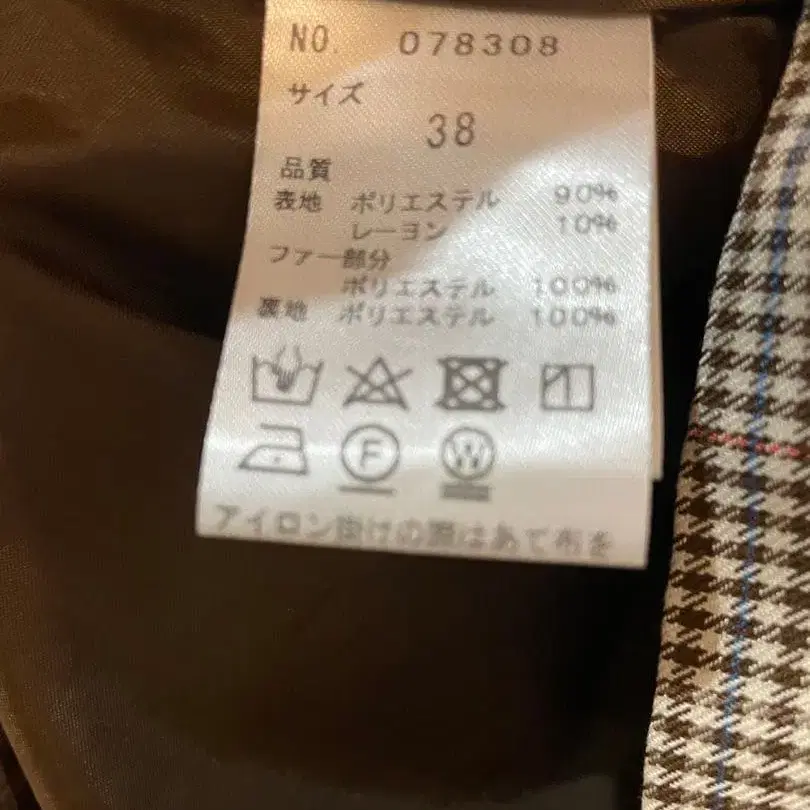 NO. 078308
サイズ
38
品質
表地 ポリエステル 90%
レーヨン 10%
ファー部分
ポリエステル 100%
裏地 ポリエステル 100%
F W
アイロン掛けの際はあて布を